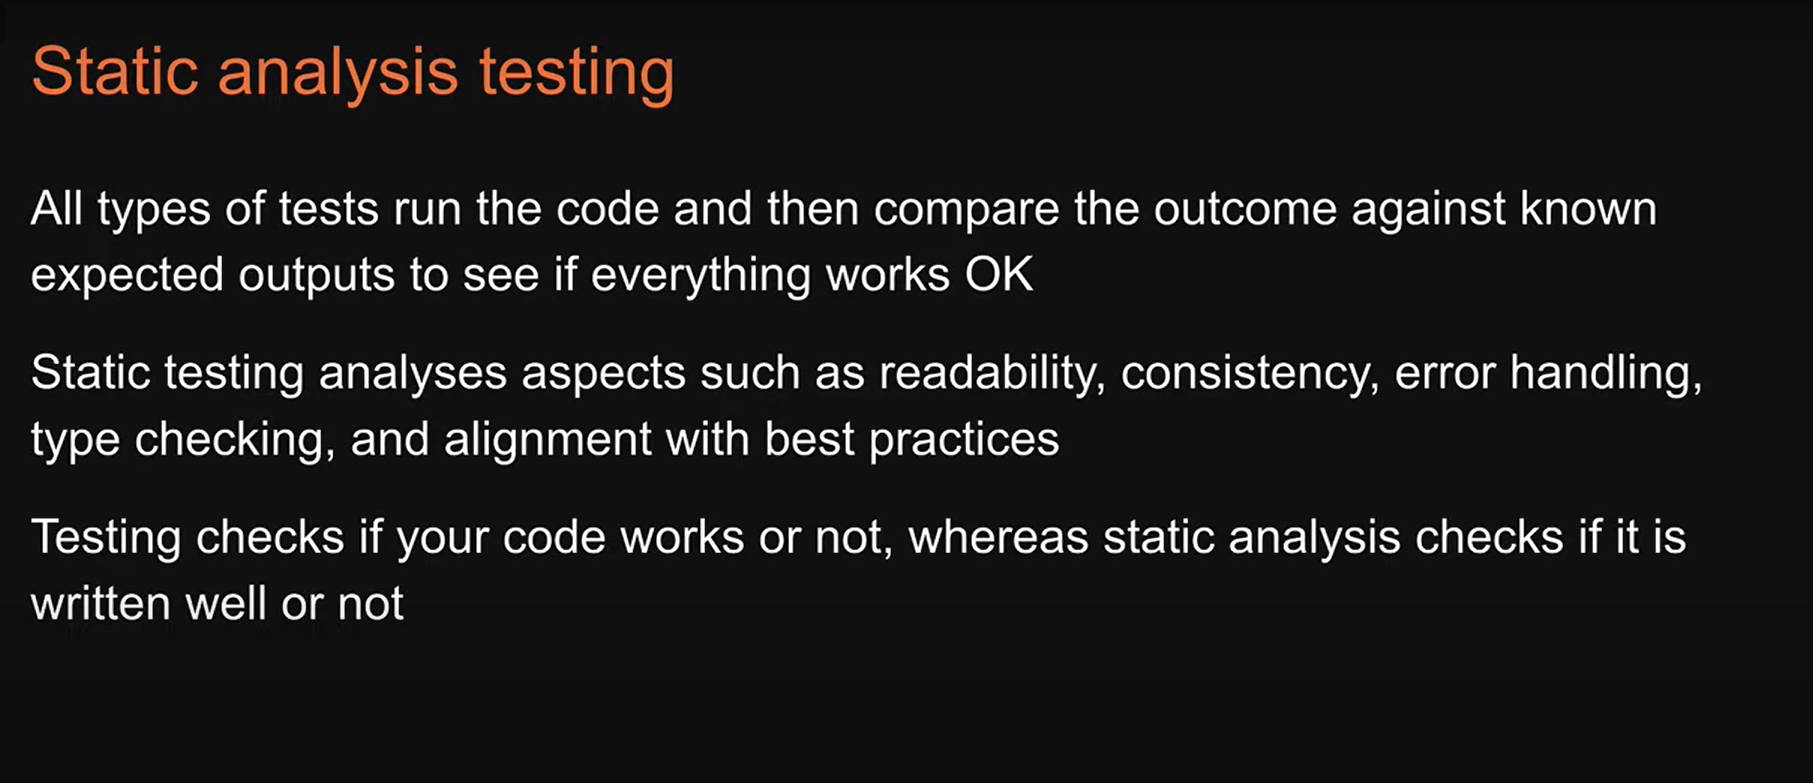 Static analysis testing
All types of tests run the code and then compare the outcome against known
expected outputs to see if everything works OK
Static testing analyses aspects such as readability, consistency, error handling,
type checking, and alignment with best practices
Testing checks if your code works or not, whereas static analysis checks if it is
written well or not